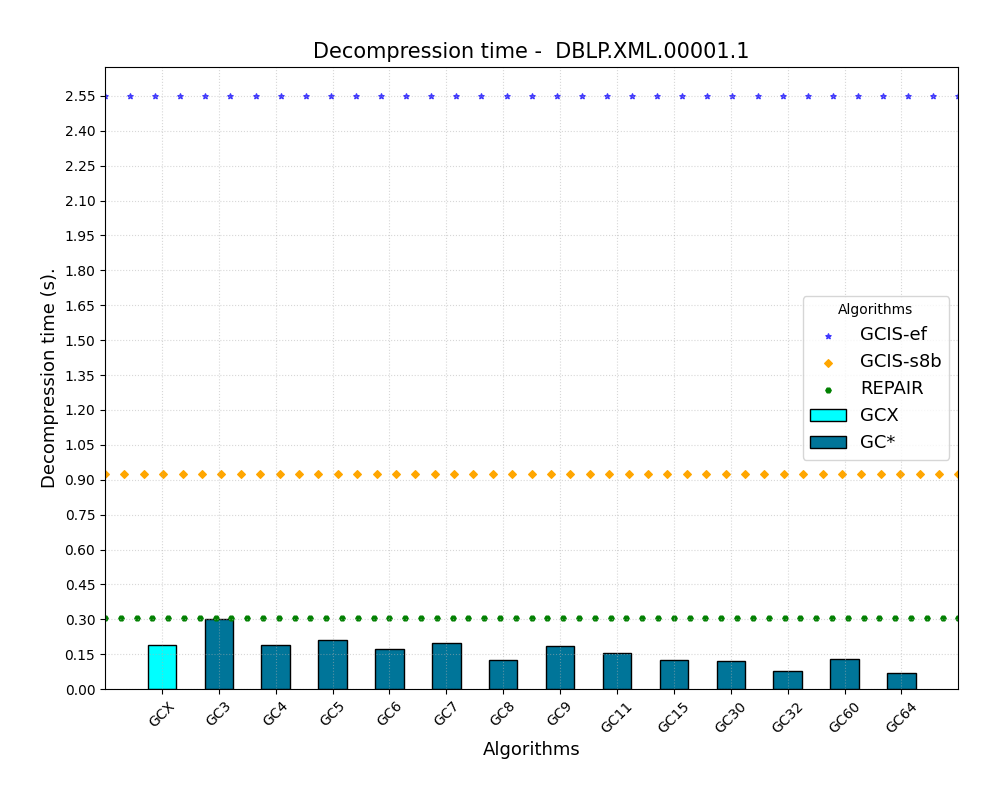 Decompression time -  DBLP.XML.00001.1
Decompression time (s).
2.55
2.40
2.25
2.10
1.95
1.80
1.65
1.50
1.35
1.20
1.05
0.90
0.75
0.60
0.45
0.30
0.15
0.00
Algorithms
GCIS-ef
GCIS-s8b
REPAIR
GCX
GC*
GCX GC3 GC4 GC5 GC6 GC7 GC8 GC9 GC11 GC15 GC30 GC32 GC60 GC64
Algorithms